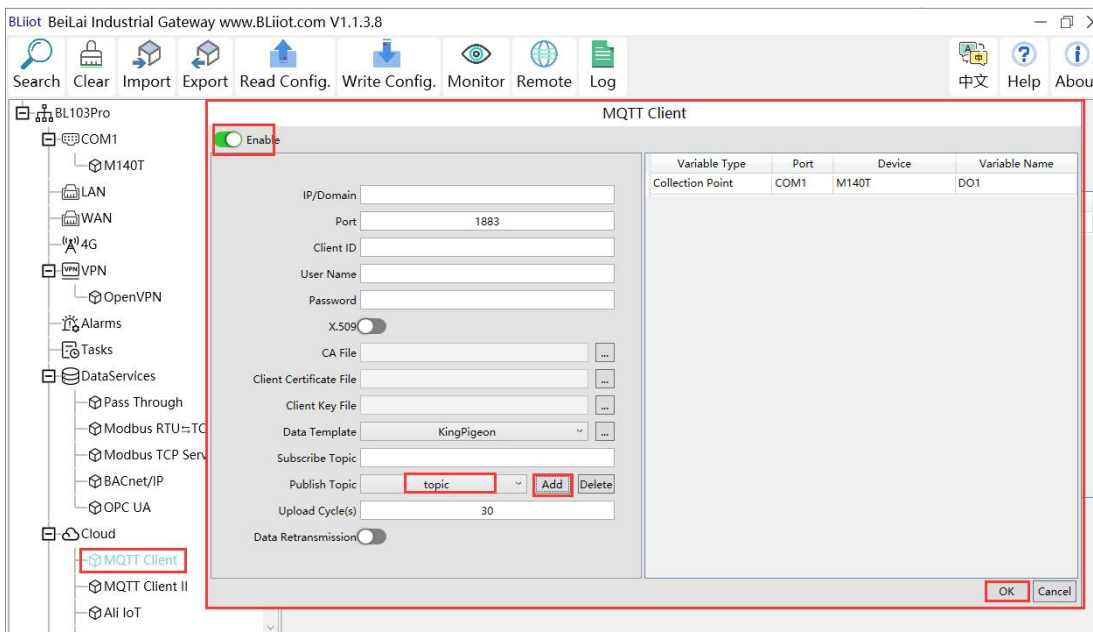 BLiiot BeiLai Industrial Gateway www.BLiiot.com V1.1.3.8
Search Clear Import Export Read Config. Write Config. Monitor Remote Log 中文 Help Abou
BL103Pro
COM1
M140T
LAN
WAN
4G
VPN VPN
OpenVPN
Alarms
Tasks
DataServices
Pass Through
Modbus RTU⇆TC
Modbus TCP Serv
BACnet/IP
OPC UA
Cloud
MQTT Client
MQTT Client II
Ali IoT
MQTT Client
Enable
IP/Domain
Port 1883
Client ID
User Name
Password
X.509
CA File ...
Client Certificate File ...
Client Key File ...
Data Template KingPigeon ...
Subscribe Topic
Publish Topic topic Add Delete
Upload Cycle(s) 30
Data Retransmission
Variable Type Port Device Variable Name
Collection Point COM1 M140T DO1
OK Cancel